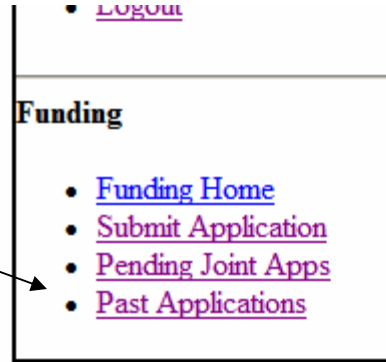 Logout
Funding
Funding Home
Submit Application
Pending Joint Apps
Past Applications